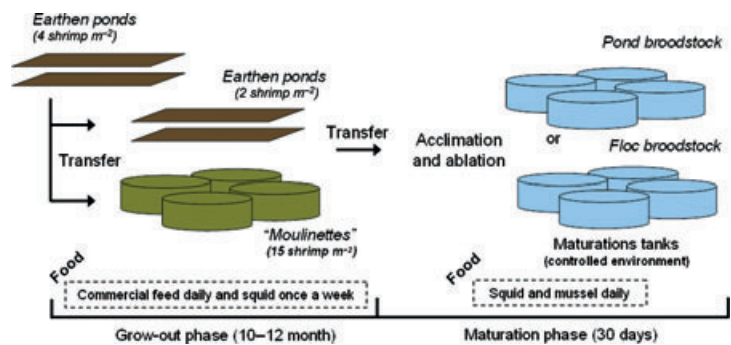 Earthen ponds
(4 shrimp m⁻²)
Earthen ponds
(2 shrimp m⁻²)
Transfer
"Moulinettes"
(15 shrimp m⁻²)
Transfer
Acclimation
and ablation
Pond broodstock
or
Floc broodstock
Maturations tanks
(controlled environment)
Food
Commercial feed daily and squid once a week
Food
Squid and mussel daily
Grow-out phase (10–12 month)
Maturation phase (30 days)